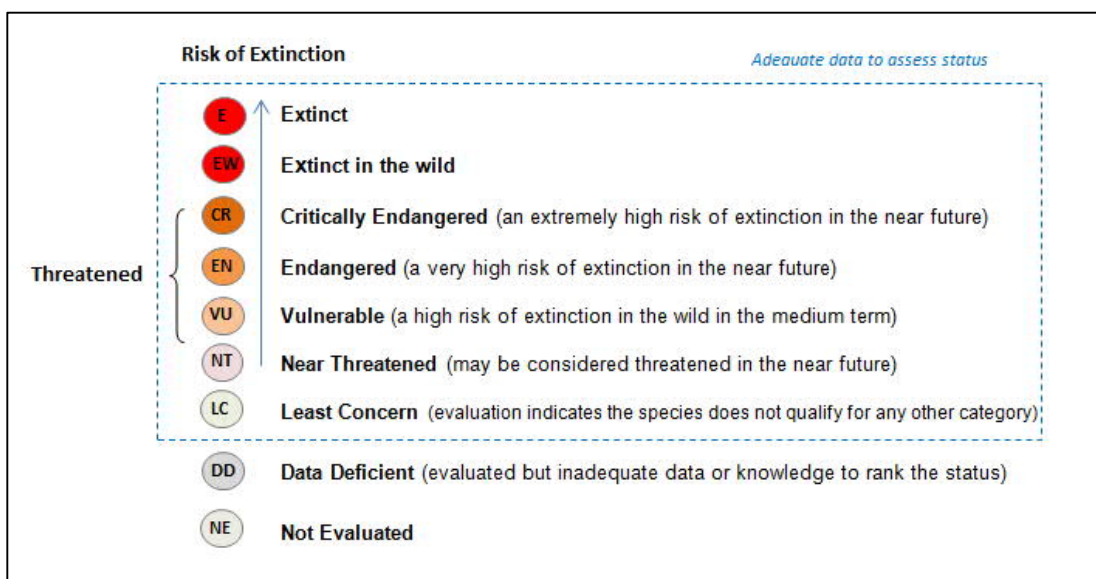 Risk of Extinction
Adeauate data to assess status
E Extinct
EW Extinct in the wild
CR Critically Endangered (an extremely high risk of extinction in the near future)
Threatened
EN Endangered (a very high risk of extinction in the near future)
VU Vulnerable (a high risk of extinction in the wild in the medium term)
NT Near Threatened (may be considered threatened in the near future)
LC Least Concern (evaluation indicates the species does not qualify for any other category)
DD Data Deficient (evaluated but inadequate data or knowledge to rank the status)
NE Not Evaluated